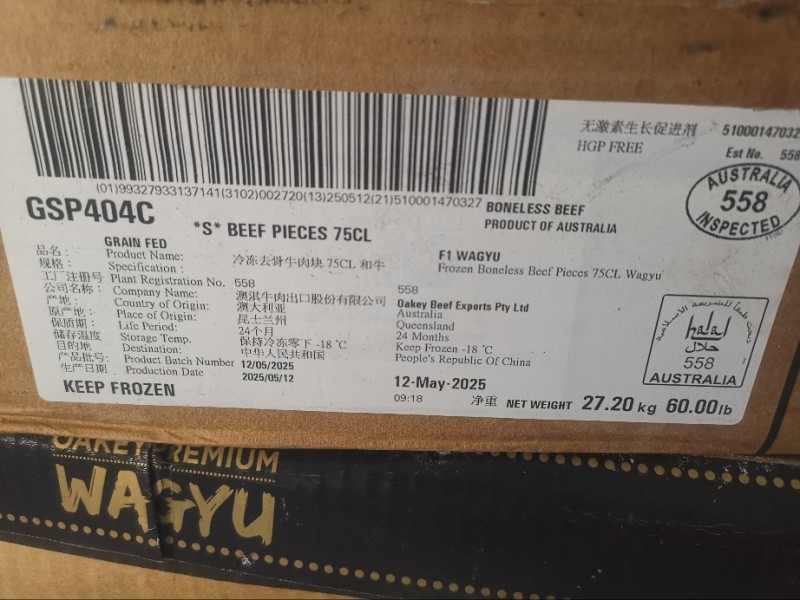 无激素生长促进剂 51000147032
HGP FREE Est No. 558
(01)99327933137141(3102)002720(13)250512(21)510001470327
GSP404C *S* BEEF PIECES 75CL BONELESS BEEF
PRODUCT OF AUSTRALIA
AUSTRALIA
558
INSPECTED
GRAIN FED F1 WAGYU
品名: Product Name: 冷冻去骨牛肉块 75CL 和牛 Frozen Boneless Beef Pieces 75CL Wagyu
规格: Specification:
工厂注册号 Plant Registration No. 558 558
公司名称: Company Name: 澳淇牛肉出口股份有限公司 Oakey Beef Exports Pty Ltd
产地: Country of Origin: 澳大利亚 Australia
原产地: Place of Origin: 昆士兰州 Queensland
保质期: Life Period: 24个月 24 Months
储存温度 Storage Temp. 保持冷冻零下 -18 °C Keep Frozen -18 °C
目的地: Destination: 中华人民共和国 People's Republic Of China
产品批号: Product Batch Number 12/05/2025
生产日期 Production Date 2025/05/12 12-May-2025
KEEP FROZEN 09:18 净重 NET WEIGHT 27.20 kg 60.00lb
halal
حلال
558
AUSTRALIA
OAKEY PREMIUM
WAGYU